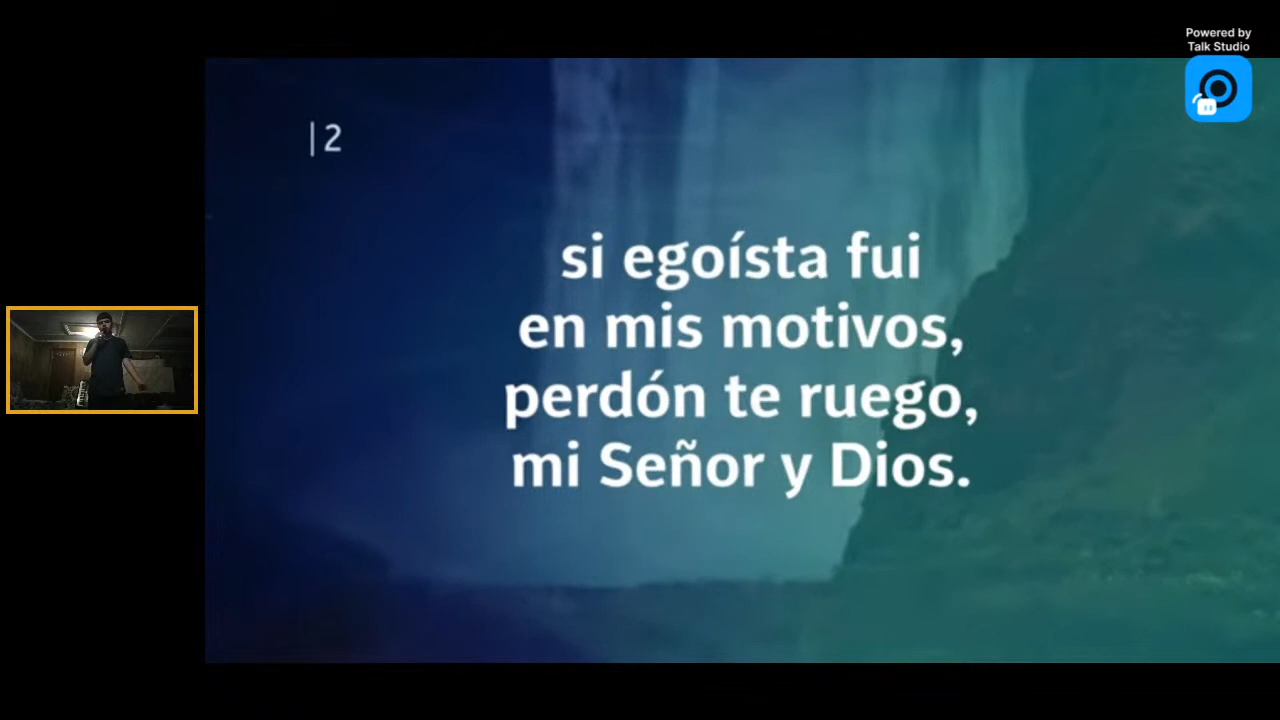 Powered by
Talk Studio
|2
si egoísta fui
en mis motivos,
perdón te ruego,
mi Señor y Dios.